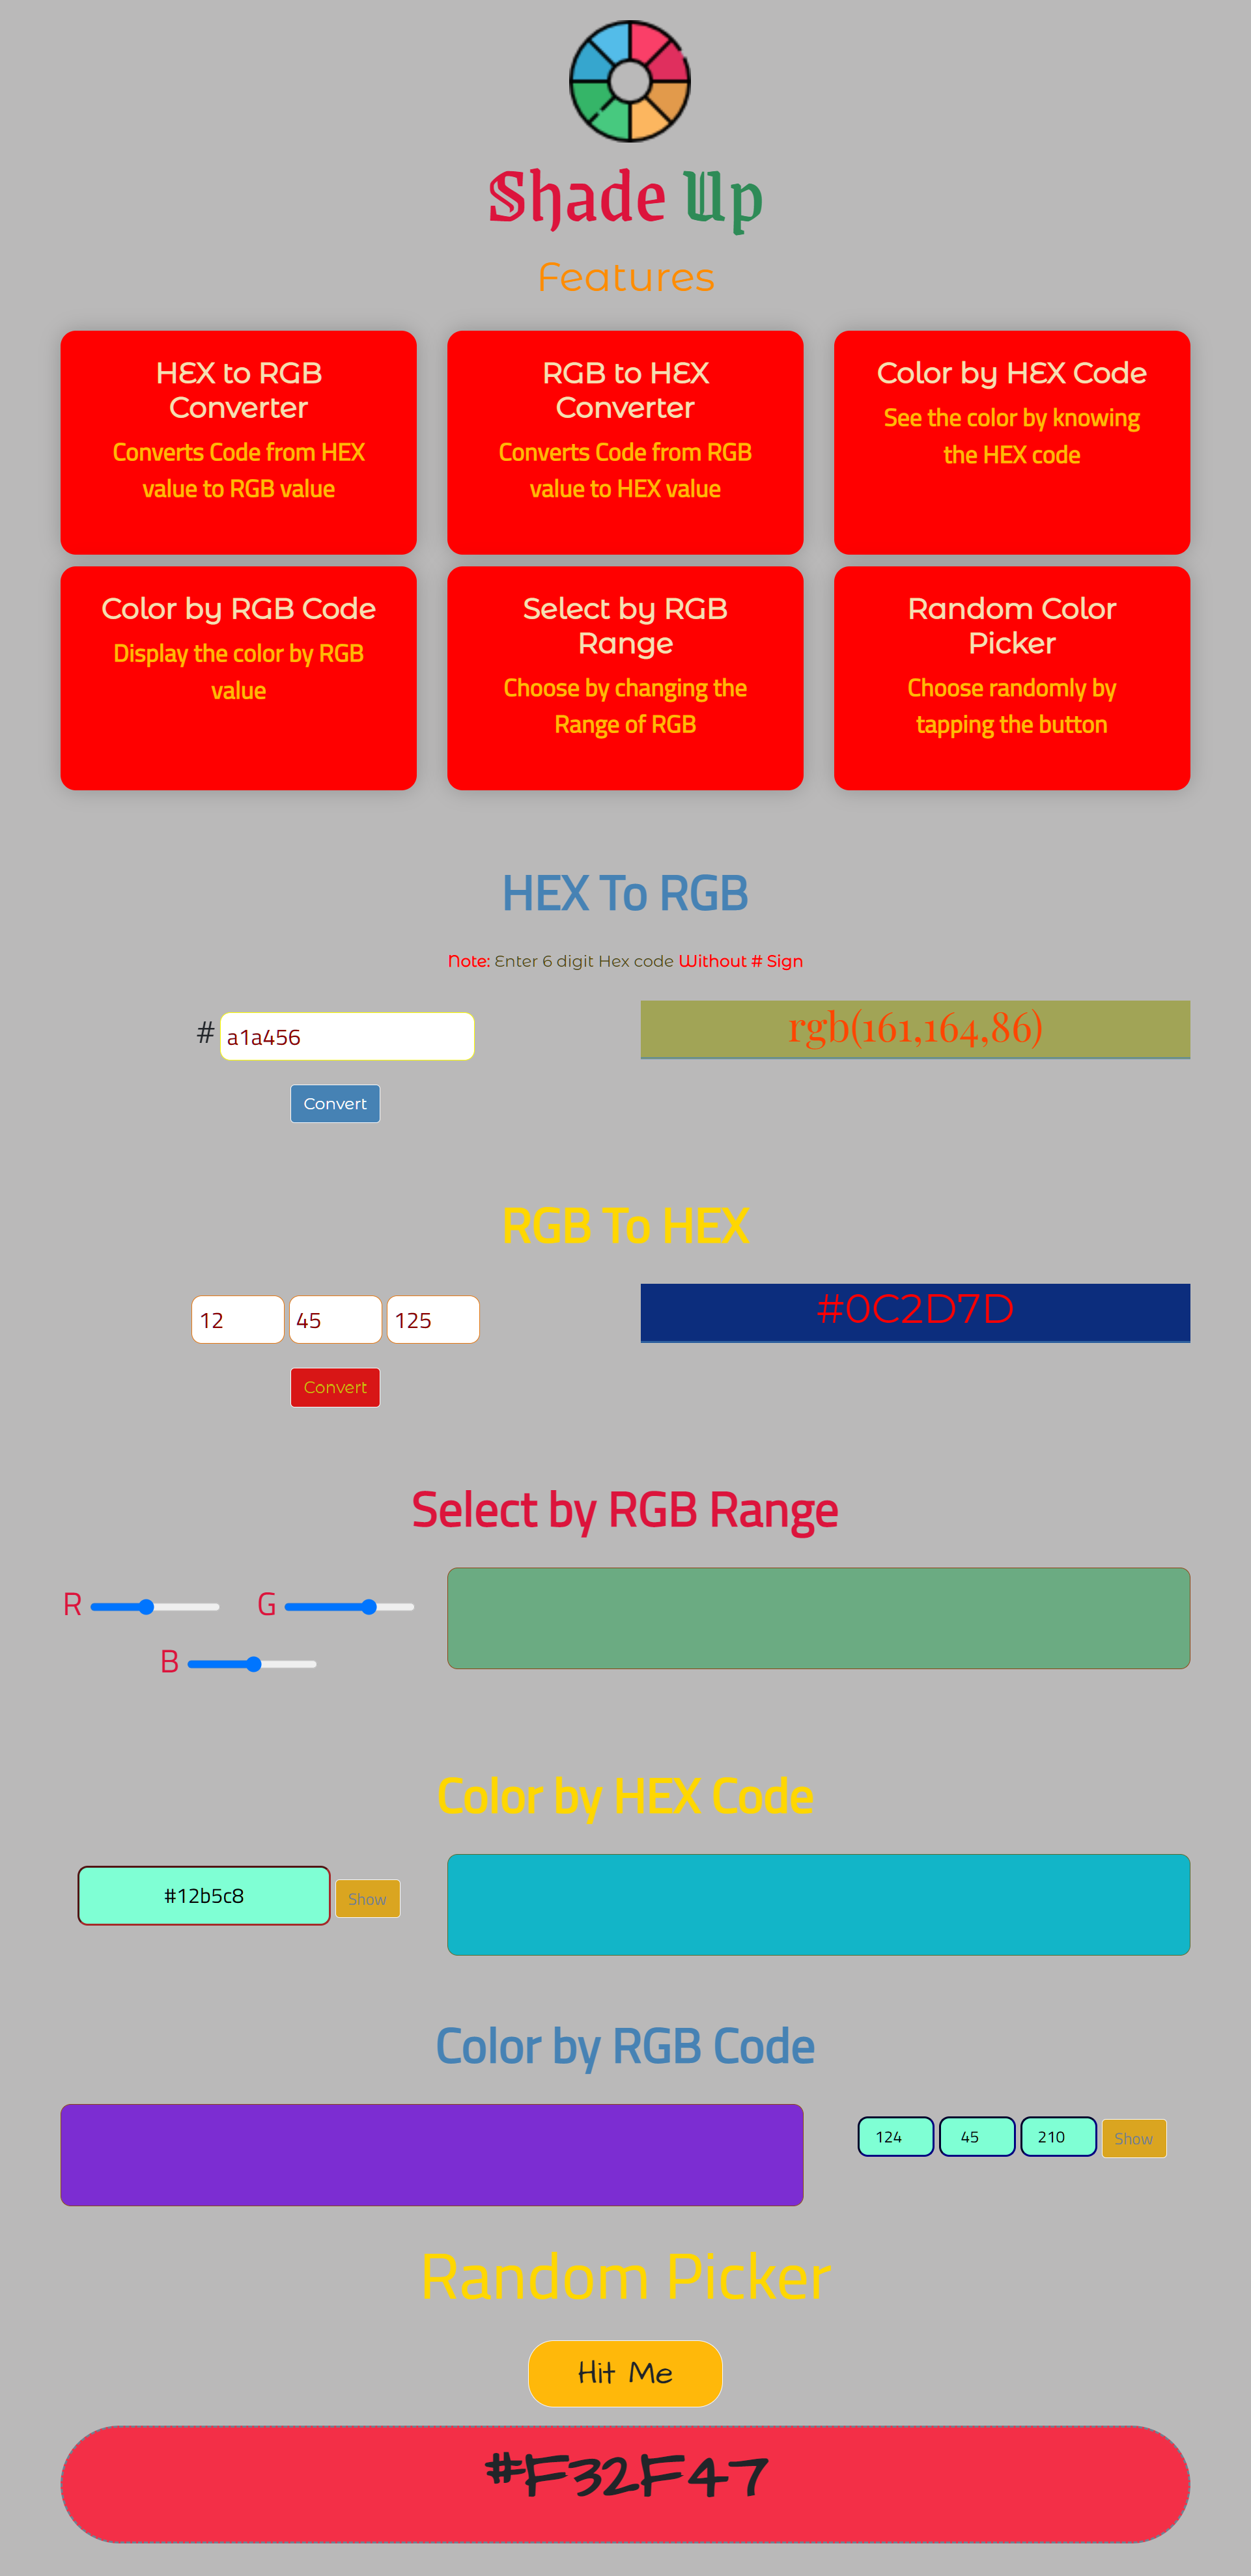 Shade Up
Features
HEX to RGB
Converter
Converts Code from HEX
value to RGB value
RGB to HEX
Converter
Converts Code from RGB
value to HEX value
Color by HEX Code
See the color by knowing
the HEX code
Color by RGB Code
Display the color by RGB
value
Select by RGB
Range
Choose by changing the
Range of RGB
Random Color
Picker
Choose randomly by
tapping the button
HEX To RGB
Note: Enter 6 digit Hex code Without # Sign
# a1a456
rgb(161,164,86)
Convert
RGB To HEX
12 45 125
#0C2D7D
Convert
Select by RGB Range
R G
B
Color by HEX Code
#12b5c8 Show
Color by RGB Code
124 45 210 Show
Random Picker
Hit Me
#F32F47